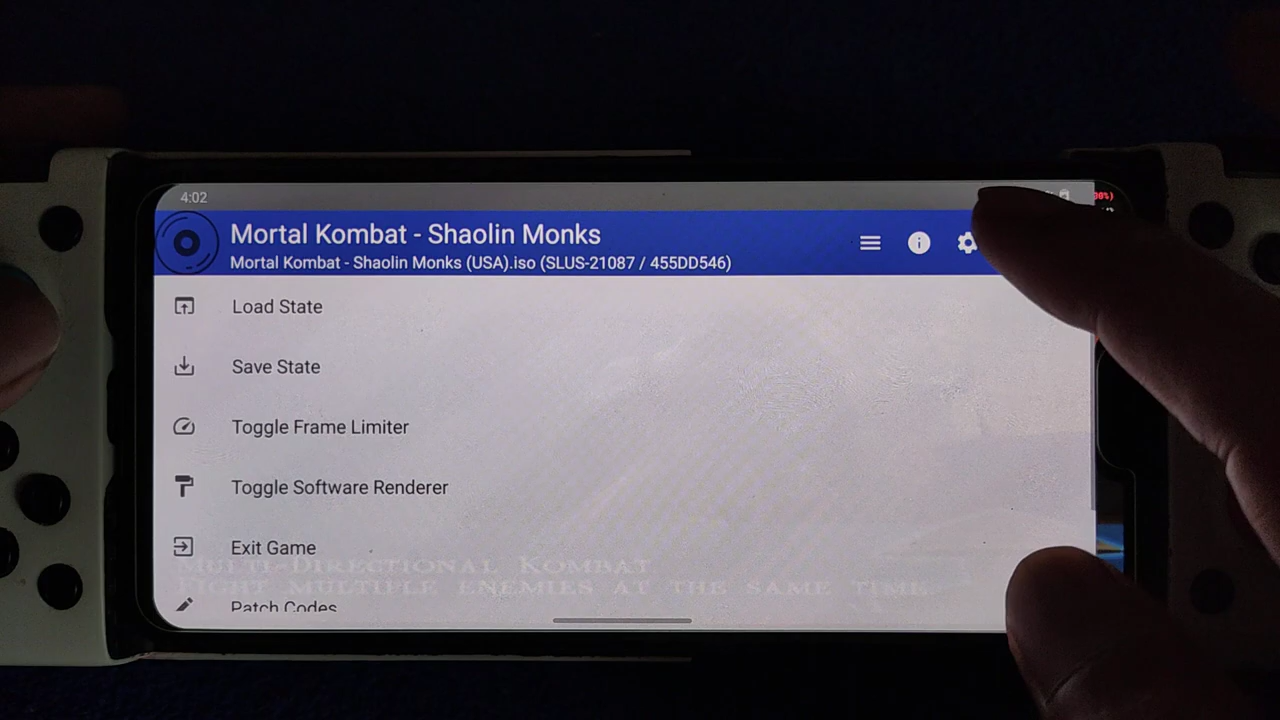 4:02
Mortal Kombat - Shaolin Monks
Mortal Kombat - Shaolin Monks (USA).iso (SLUS-21087 / 455DD546)
Load State
Save State
Toggle Frame Limiter
Toggle Software Renderer
Exit Game
Multi-Directional Kombat
Fight multiple enemies at the same time
Patch Codes